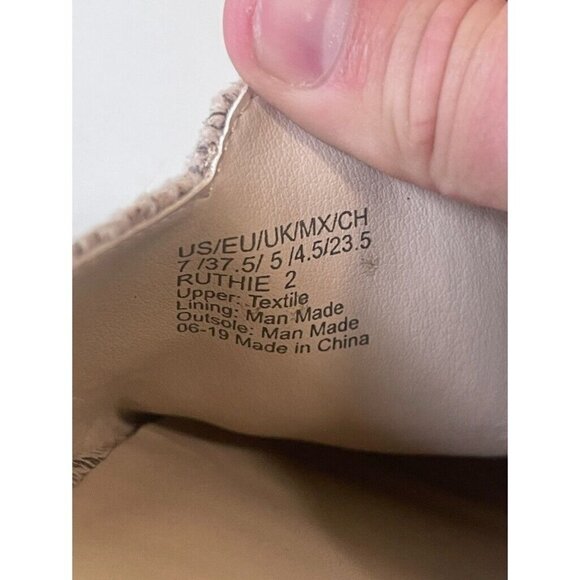 US/EU/UK/MX/CH
7 /37.5/ 5 /4.5/23.5
RUTHIE 2
Upper: Textile
Lining: Man Made
Outsole: Man Made
06-19 Made in China